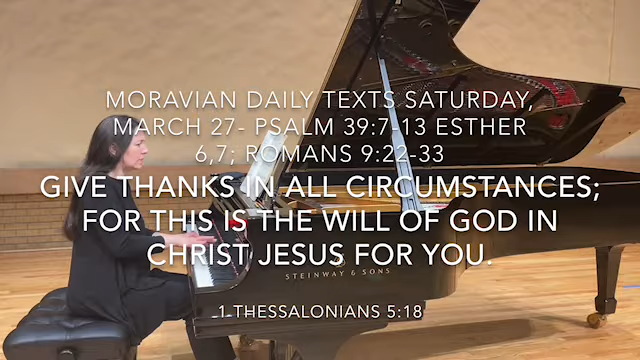 MORAVIAN DAILY TEXTS SATURDAY,
MARCH 27- PSALM 39:7-13 ESTHER
6,7; ROMANS 9:22-33
GIVE THANKS IN ALL CIRCUMSTANCES;
FOR THIS IS THE WILL OF GOD IN
CHRIST JESUS FOR YOU.
STEINWAY & SONS
1 THESSALONIANS 5:18